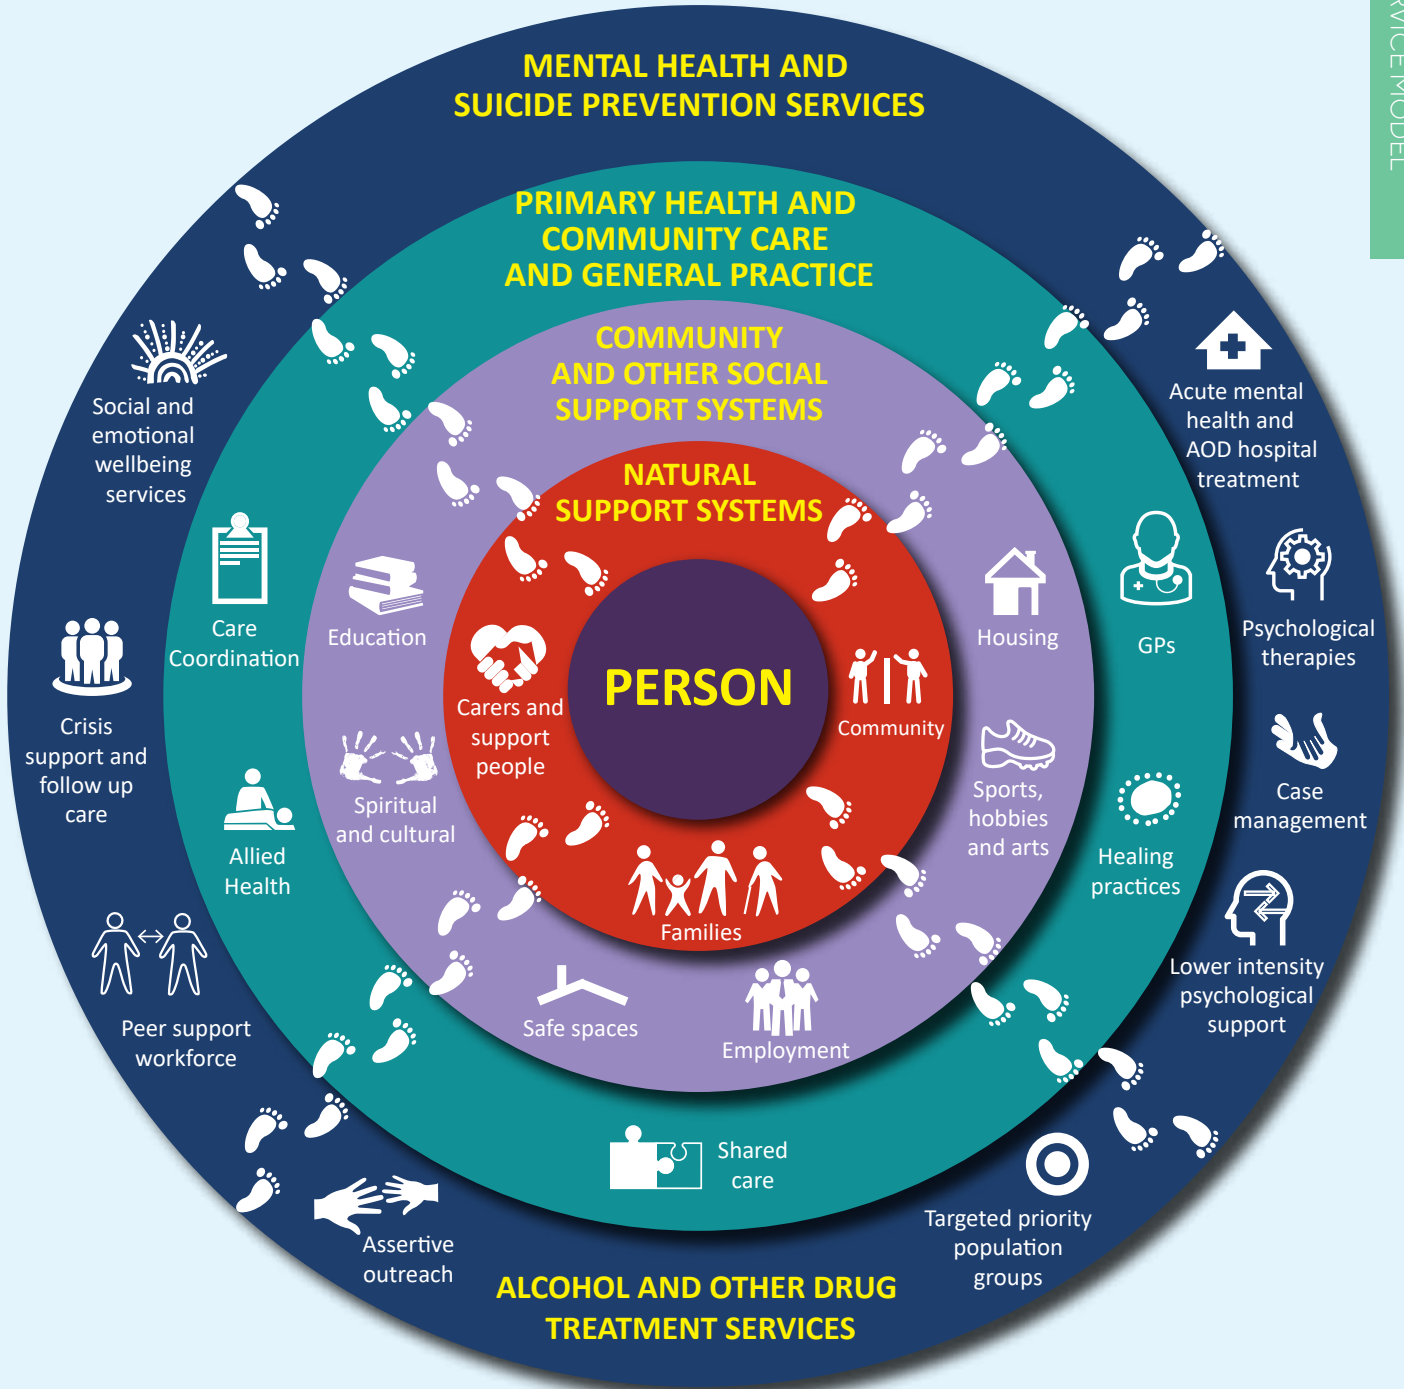 MENTAL HEALTH AND
SUICIDE PREVENTION SERVICES
PRIMARY HEALTH AND
COMMUNITY CARE
AND GENERAL PRACTICE
COMMUNITY
AND OTHER SOCIAL
SUPPORT SYSTEMS
NATURAL
SUPPORT SYSTEMS
PERSON
Social and
emotional
wellbeing
services
Acute mental
health and
AOD hospital
treatment
Care
Coordination
Education
Housing
GPs
Psychological
therapies
Crisis
support and
follow up
care
Carers and
support
people
Community
Spiritual
and cultural
Sports,
hobbies
and arts
Case
management
Allied
Health
Healing
practices
Families
Lower intensity
psychological
support
Peer support
workforce
Safe spaces
Employment
Shared
care
Assertive
outreach
Targeted priority
population
groups
ALCOHOL AND OTHER DRUG
TREATMENT SERVICES
MODEL